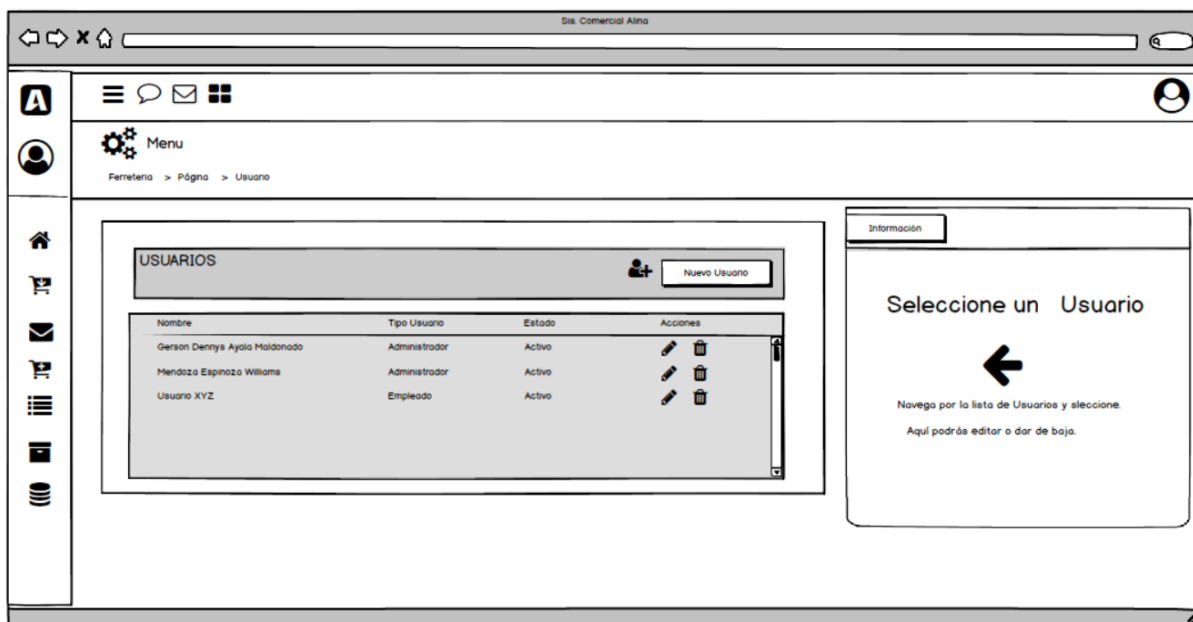 Sis. Comercial Alina
A
Menu
Ferreteria > Página > Usuario
USUARIOS
Nuevo Usuario
Nombre Tipo Usuario Estado Acciones
Gerson Dennys Ayala Maldonado Administrador Activo
Mendoza Espinoza Williams Administrador Activo
Usuario XYZ Empleado Activo
Información
Seleccione un Usuario
Navega por la lista de Usuarios y sleccione.
Aquí podrás editar o dar de baja.